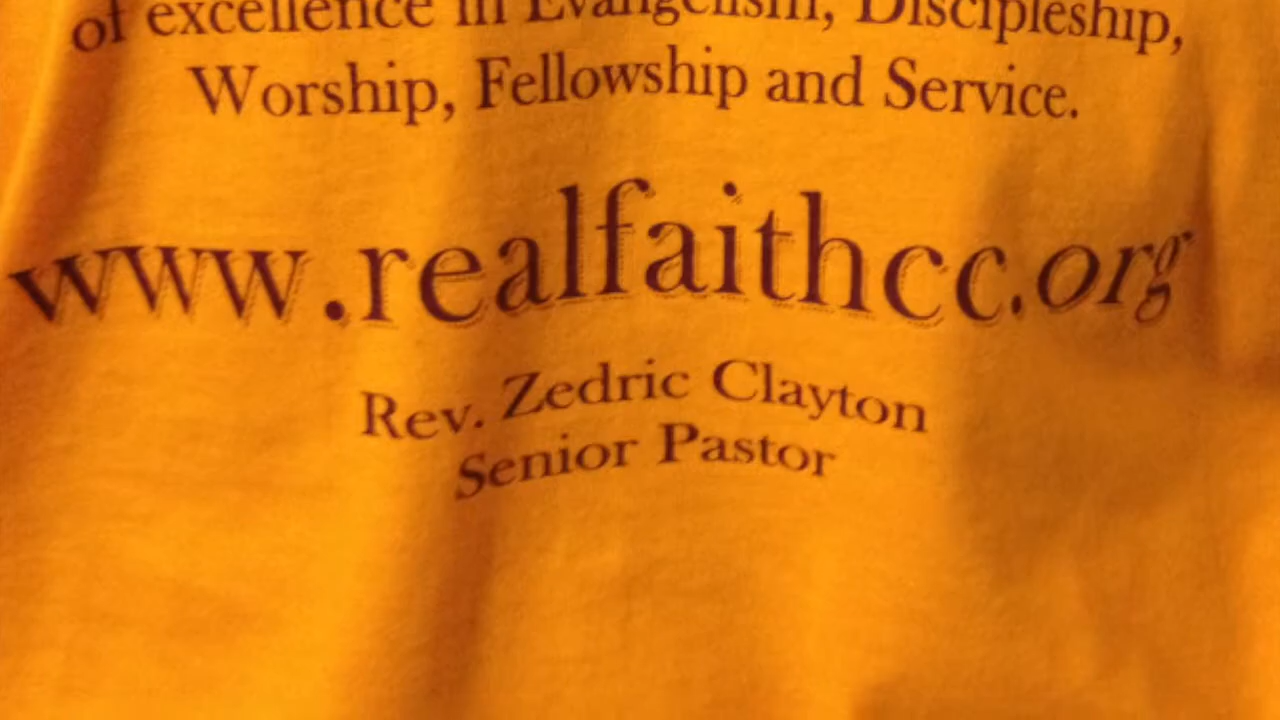 of excellence in Evangelism, Discipleship,
Worship, Fellowship and Service.
www.realfaithcc.org
Rev. Zedric Clayton
Senior Pastor